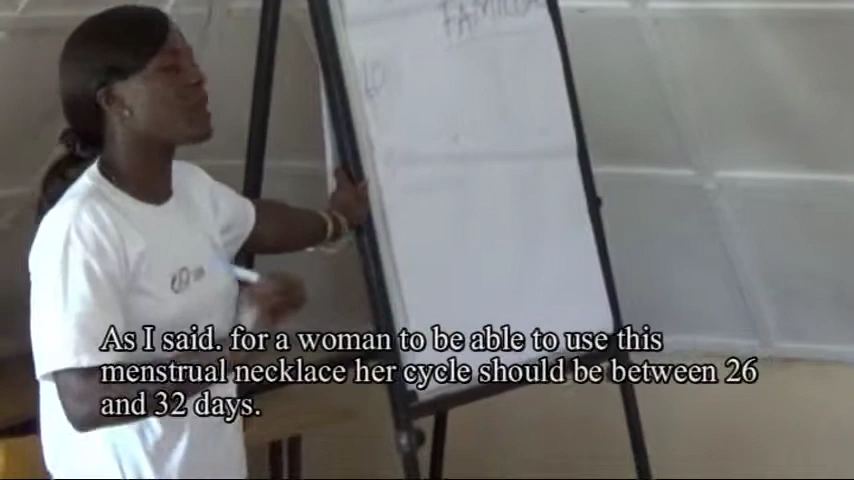 FAMILIA
As I said. for a woman to be able to use this
menstrual necklace her cycle should be between 26
and 32 days.